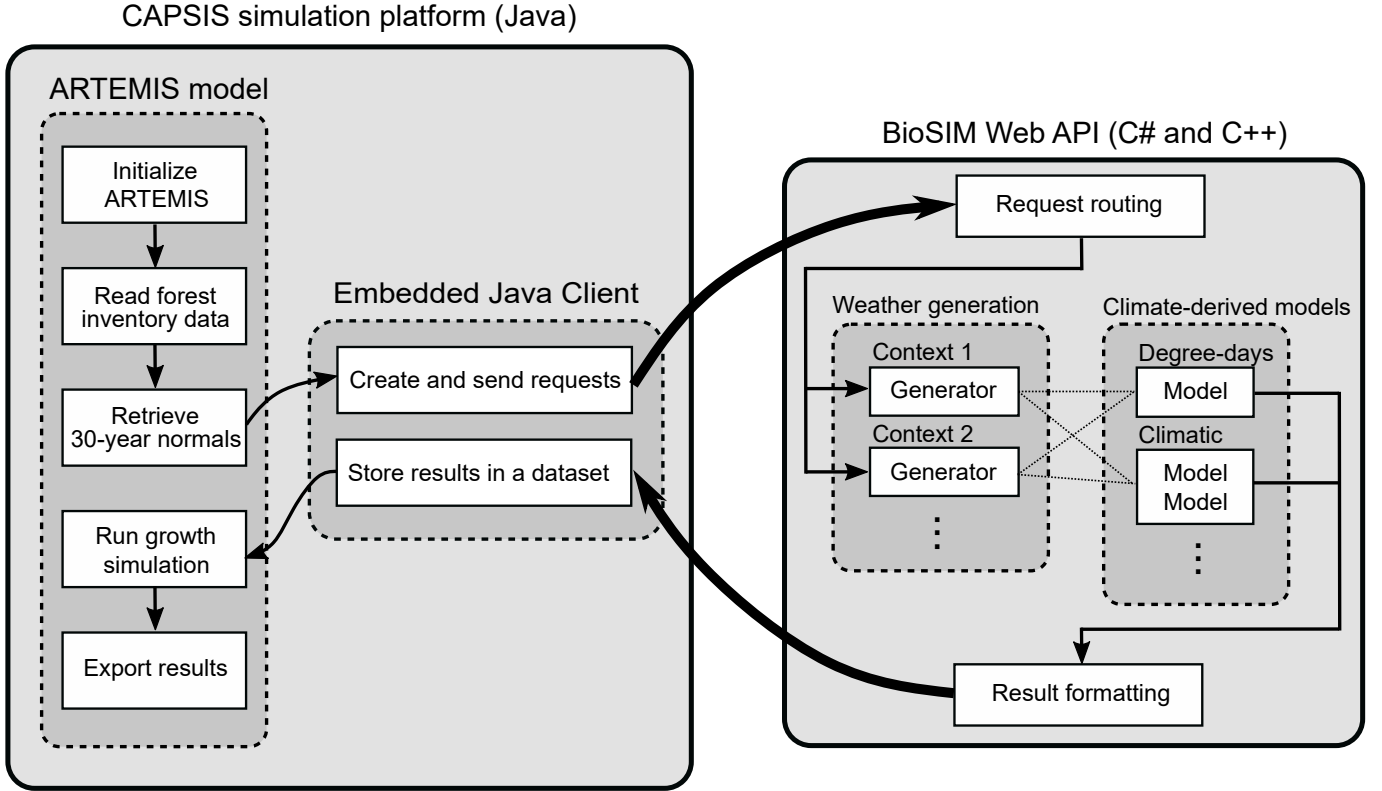 CAPSIS simulation platform (Java)
ARTEMIS model
Initialize
ARTEMIS
Read forest
inventory data
Retrieve
30-year normals
Run growth
simulation
Export results
Embedded Java Client
Create and send requests
Store results in a dataset
BioSIM Web API (C# and C++)
Request routing
Weather generation
Context 1
Generator
Context 2
Generator
⋮
Climate-derived models
Degree-days
Model
Climatic
Model
Model
⋮
Result formatting